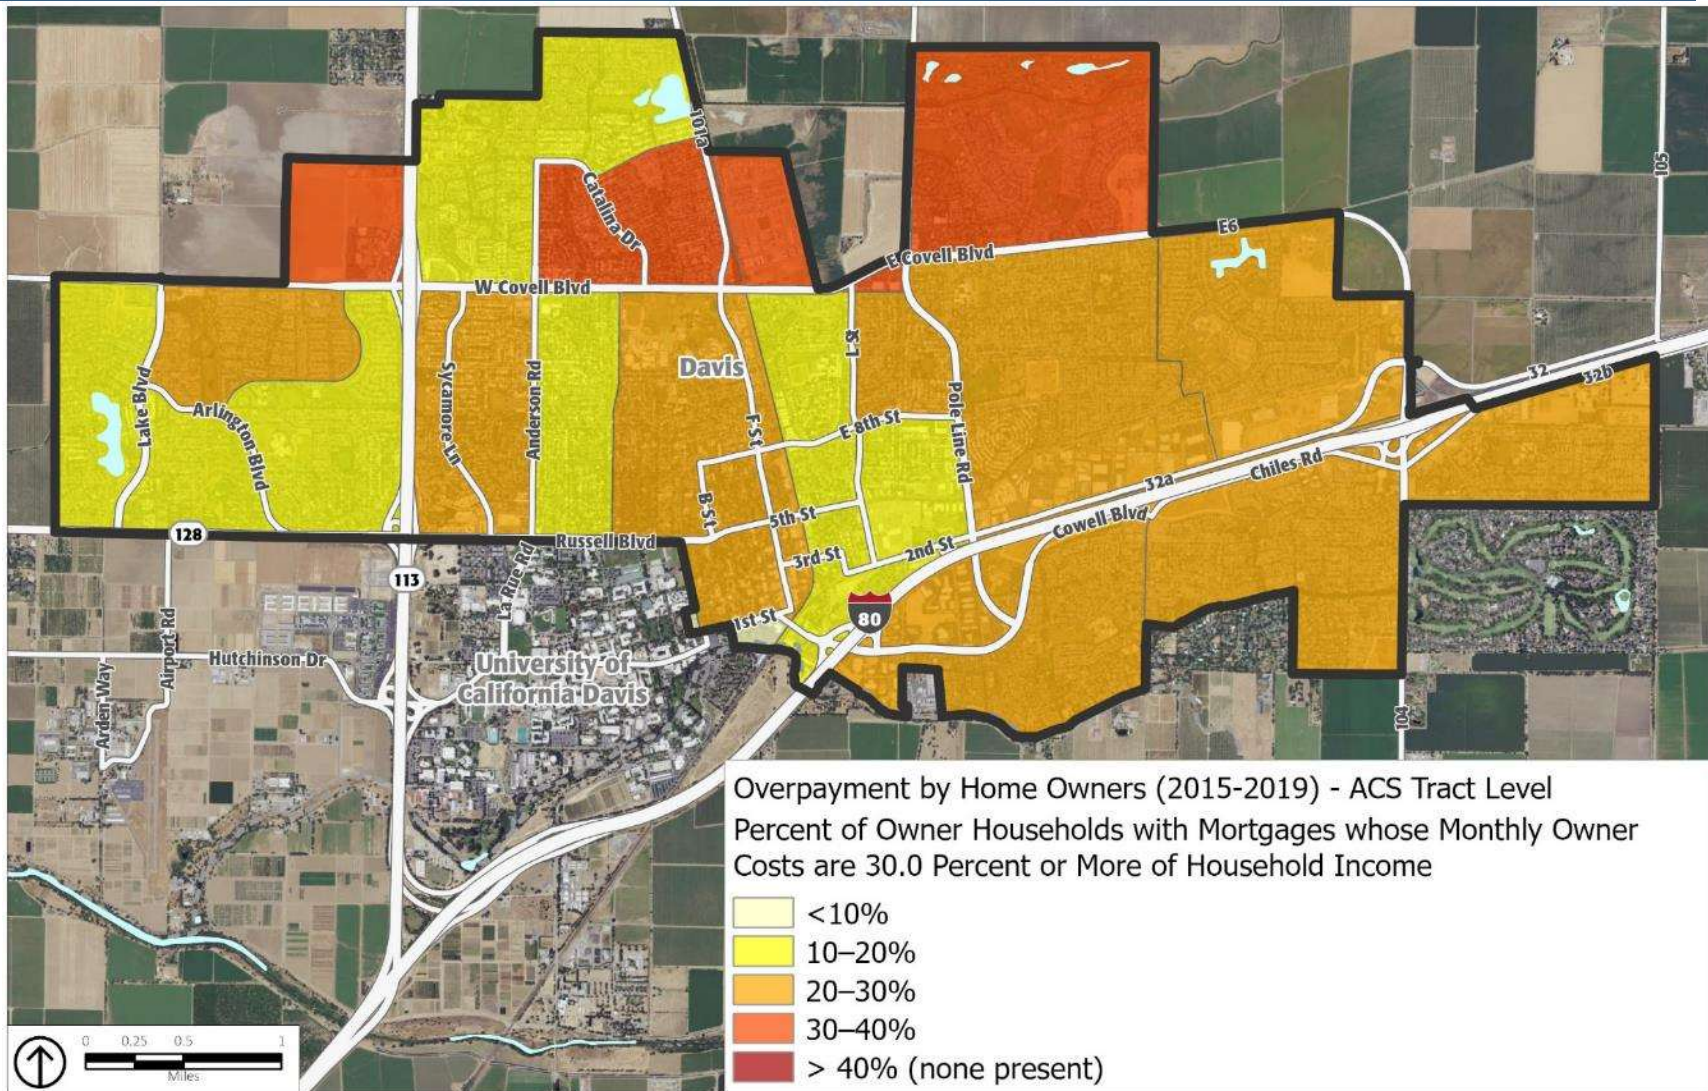 101a
105
Catalina Dr
E6
E Covell Blvd
W Covell Blvd
L St
Davis
Lake Blvd
Arlington Blvd
Sycamore Ln
Anderson Rd
F St
E 8th St
Pole Line Rd
32
32b
32a
Chiles Rd
B St
5th St
Cowell Blvd
128
Russell Blvd
3rd St
2nd St
113
La Rue Rd
1st St
80
Airport Rd
Hutchinson Dr
University of
California Davis
Arden Way
104
Overpayment by Home Owners (2015-2019) - ACS Tract Level
Percent of Owner Households with Mortgages whose Monthly Owner
Costs are 30.0 Percent or More of Household Income
<10%
10–20%
20–30%
30–40%
> 40% (none present)
0 0.25 0.5 1
Miles